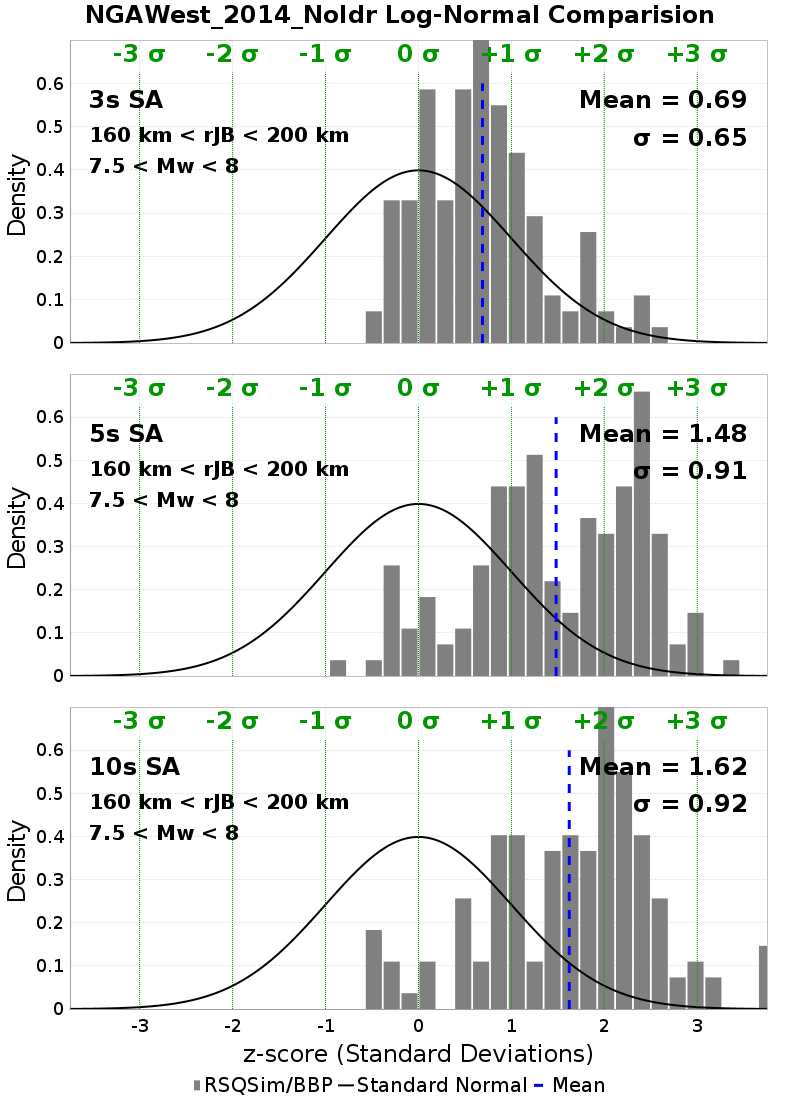 NGAWest_2014_NoIdr Log-Normal Comparision
-3 σ -2 σ -1 σ 0 σ +1 σ +2 σ +3 σ
3s SA
Mean = 0.69
160 km < rJB < 200 km
σ = 0.65
7.5 < Mw < 8
Density
0.6
0.5
0.4
0.3
0.2
0.1
0
-3 σ -2 σ -1 σ 0 σ +1 σ +2 σ +3 σ
5s SA
Mean = 1.48
160 km < rJB < 200 km
σ = 0.91
7.5 < Mw < 8
Density
0.6
0.5
0.4
0.3
0.2
0.1
0
-3 σ -2 σ -1 σ 0 σ +1 σ +2 σ +3 σ
10s SA
Mean = 1.62
160 km < rJB < 200 km
σ = 0.92
7.5 < Mw < 8
Density
0.6
0.5
0.4
0.3
0.2
0.1
0
-3 -2 -1 0 1 2 3
z-score (Standard Deviations)
RSQSim/BBP Standard Normal Mean